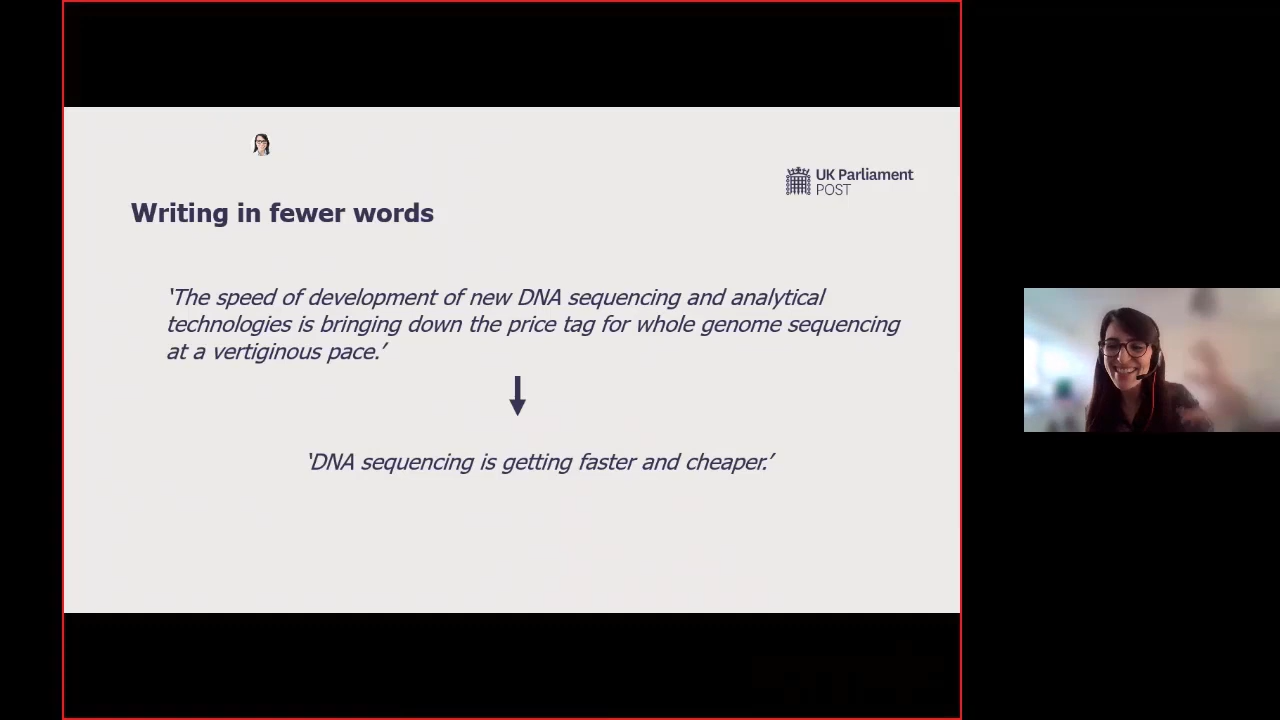 UK Parliament
POST
Writing in fewer words
‘The speed of development of new DNA sequencing and analytical
technologies is bringing down the price tag for whole genome sequencing
at a vertiginous pace.’
‘DNA sequencing is getting faster and cheaper.’